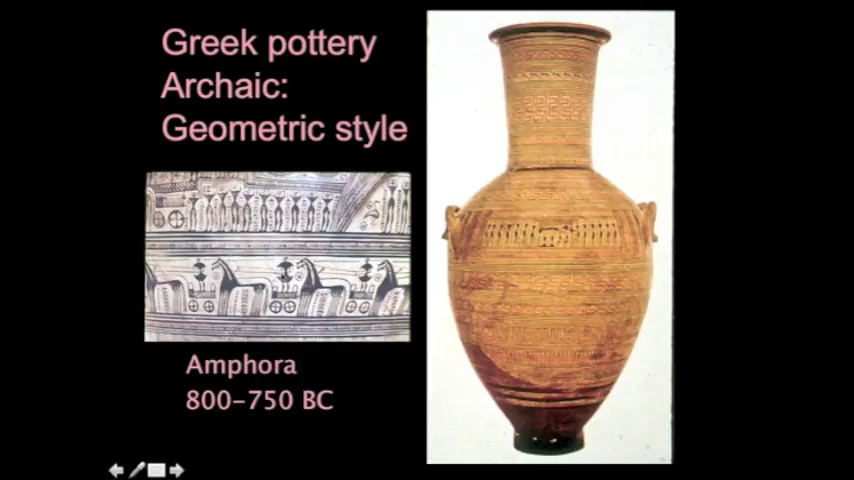 Greek pottery
Archaic:
Geometric style
Amphora
800-750 BC